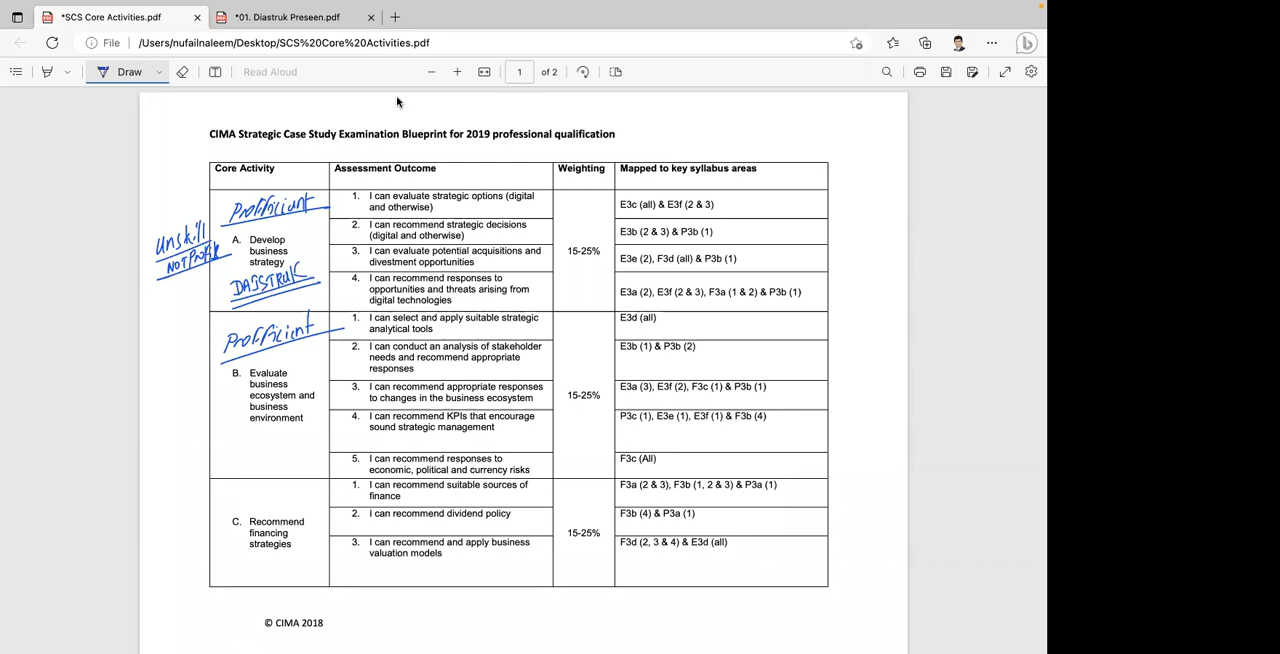 *SCS Core Activities.pdf
*01. Diastruk Preseen.pdf
File
/Users/nufailnaleem/Desktop/SCS%20Core%20Activities.pdf
Draw
Read Aloud
1 of 2
CIMA Strategic Case Study Examination Blueprint for 2019 professional qualification
Core Activity Assessment Outcome Weighting Mapped to key syllabus areas
Profficiant
Unskill
NOT Profic
A. Develop
business
strategy
DAISTRUK
1. I can evaluate strategic options (digital
and otherwise)
E3c (all) & E3f (2 & 3)
2. I can recommend strategic decisions
(digital and otherwise)
E3b (2 & 3) & P3b (1)
3. I can evaluate potential acquisitions and
divestment opportunities
15-25%
E3e (2), F3d (all) & P3b (1)
4. I can recommend responses to
opportunities and threats arising from
digital technologies
E3a (2), E3f (2 & 3), F3a (1 & 2) & P3b (1)
Profficient
B. Evaluate
business
ecosystem and
business
environment
1. I can select and apply suitable strategic
analytical tools
E3d (all)
2. I can conduct an analysis of stakeholder
needs and recommend appropriate
responses
E3b (1) & P3b (2)
3. I can recommend appropriate responses
to changes in the business ecosystem
15-25%
E3a (3), E3f (2), F3c (1) & P3b (1)
4. I can recommend KPIs that encourage
sound strategic management
P3c (1), E3e (1), E3f (1) & F3b (4)
5. I can recommend responses to
economic, political and currency risks
F3c (All)
C. Recommend
financing
strategies
1. I can recommend suitable sources of
finance
F3a (2 & 3), F3b (1, 2 & 3) & P3a (1)
2. I can recommend dividend policy
15-25%
F3b (4) & P3a (1)
3. I can recommend and apply business
valuation models
F3d (2, 3 & 4) & E3d (all)
© CIMA 2018